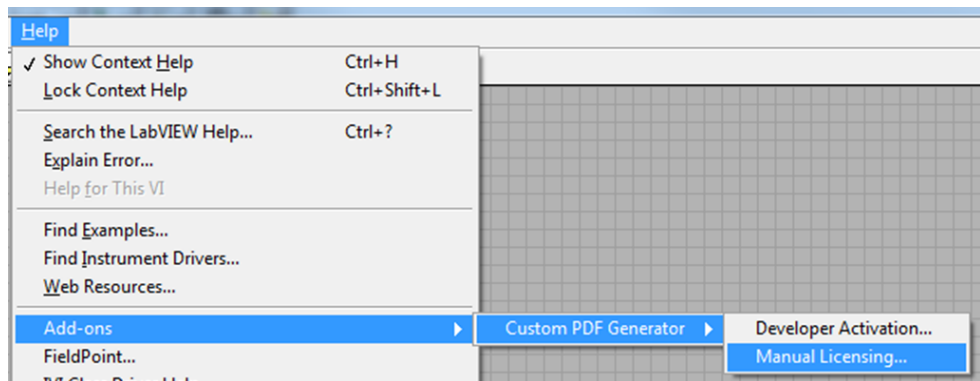 Help
✓ Show Context Help Ctrl+H
Lock Context Help Ctrl+Shift+L
Search the LabVIEW Help... Ctrl+?
Explain Error...
Help for This VI
Find Examples...
Find Instrument Drivers...
Web Resources...
Add-ons Custom PDF Generator Developer Activation...
Manual Licensing...
FieldPoint...